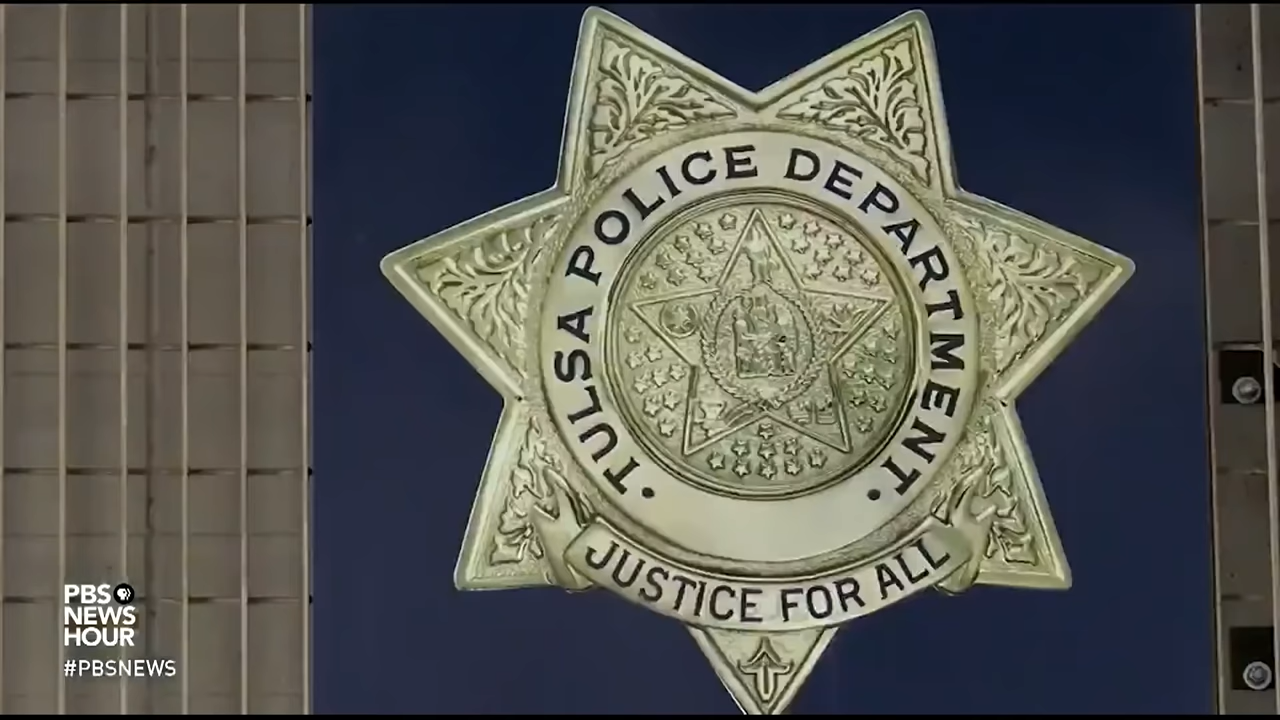 TULSA POLICE DEPARTMENT
JUSTICE FOR ALL
PBS
NEWS
HOUR
#PBSNEWS